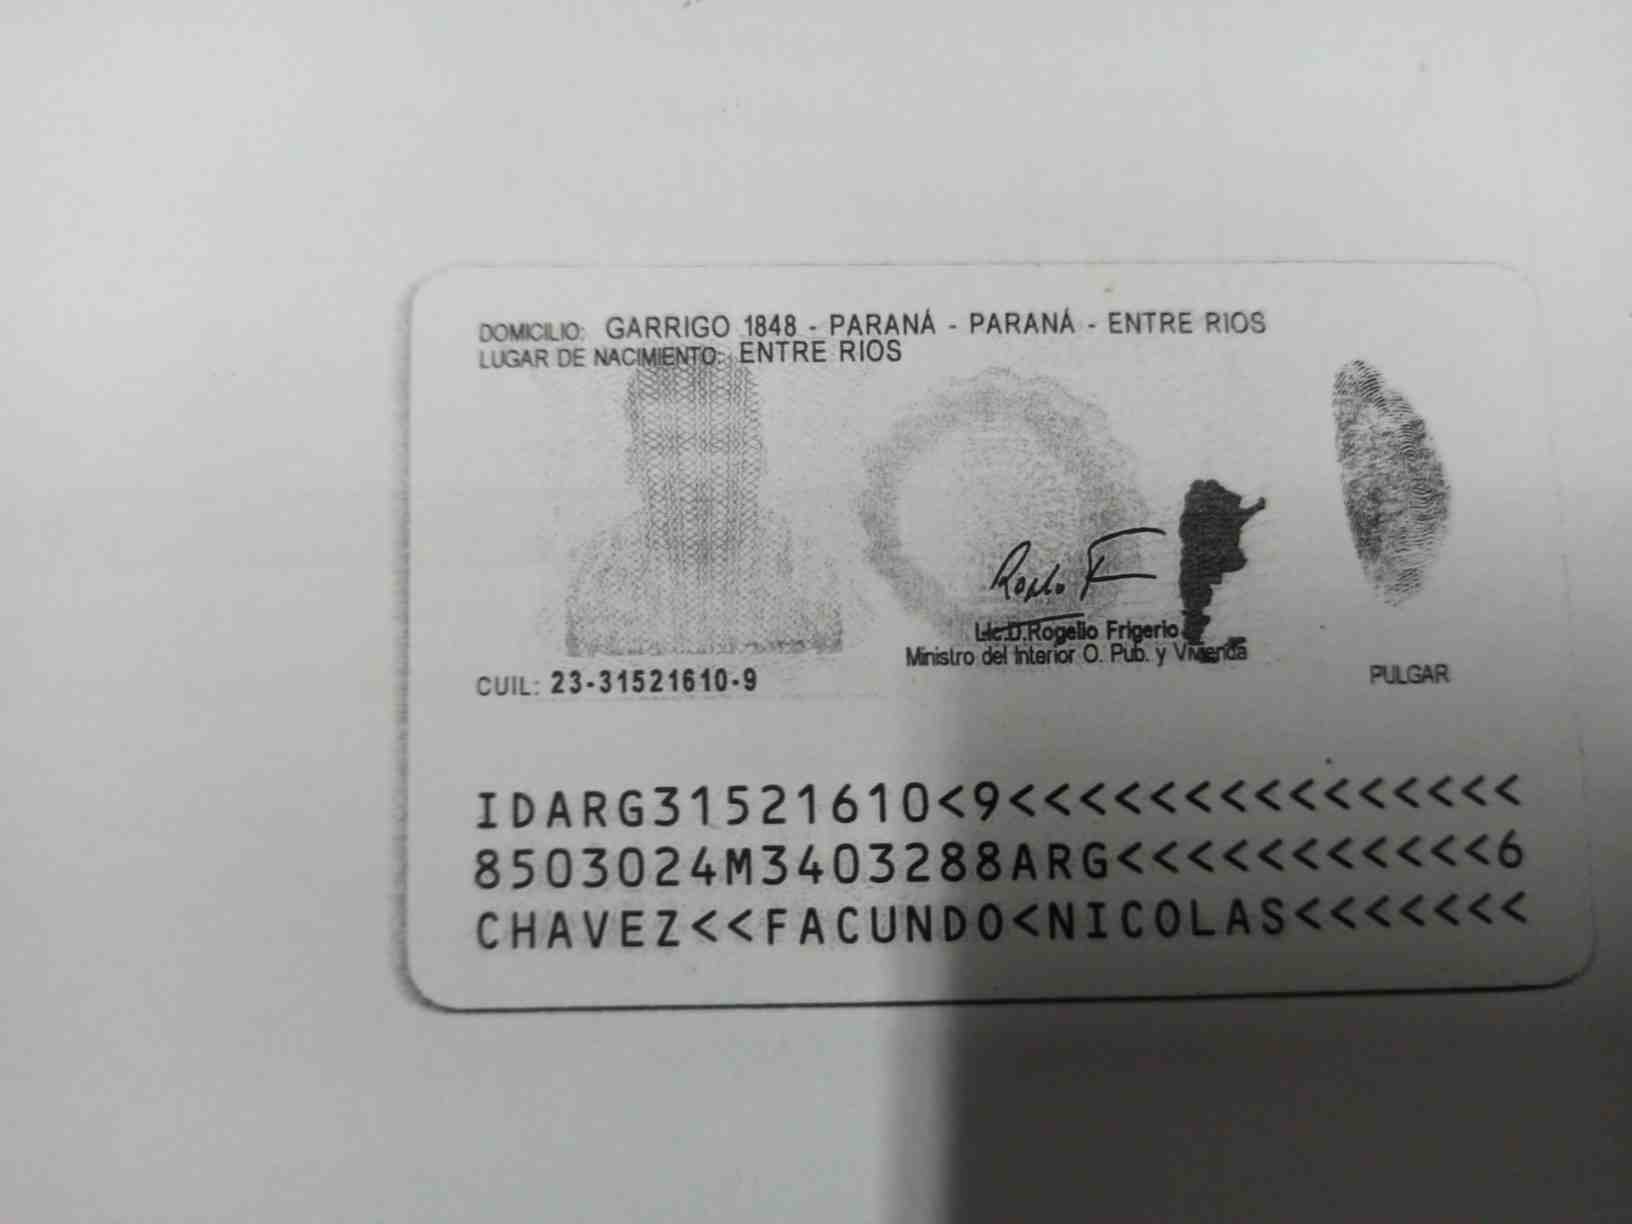 DOMICILIO: GARRIGO 1848 - PARANÁ - PARANÁ - ENTRE RIOS
LUGAR DE NACIMIENTO: ENTRE RIOS
Lic.D.Rogelio Frigerio
Ministro del Interior O. Pub. y Vivienda
CUIL: 23-31521610-9
PULGAR
IDARG31521610<9<<<<<<<<<<<<<<<
8503024M3403288ARG<<<<<<<<<<<6
CHAVEZ<<FACUNDO<NICOLAS<<<<<<<